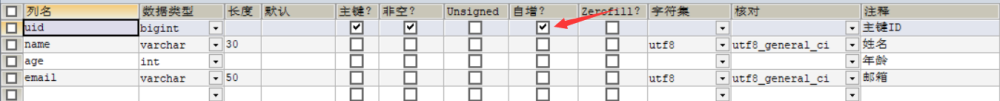 列名 数据类型 长度 默认 主键? 非空? Unsigned 自增? Zerofill? 字符集 核对 注释
uid bigint 主键ID
name varchar 30 utf8 utf8_general_ci 姓名
age int 年龄
email varchar 50 utf8 utf8_general_ci 邮箱